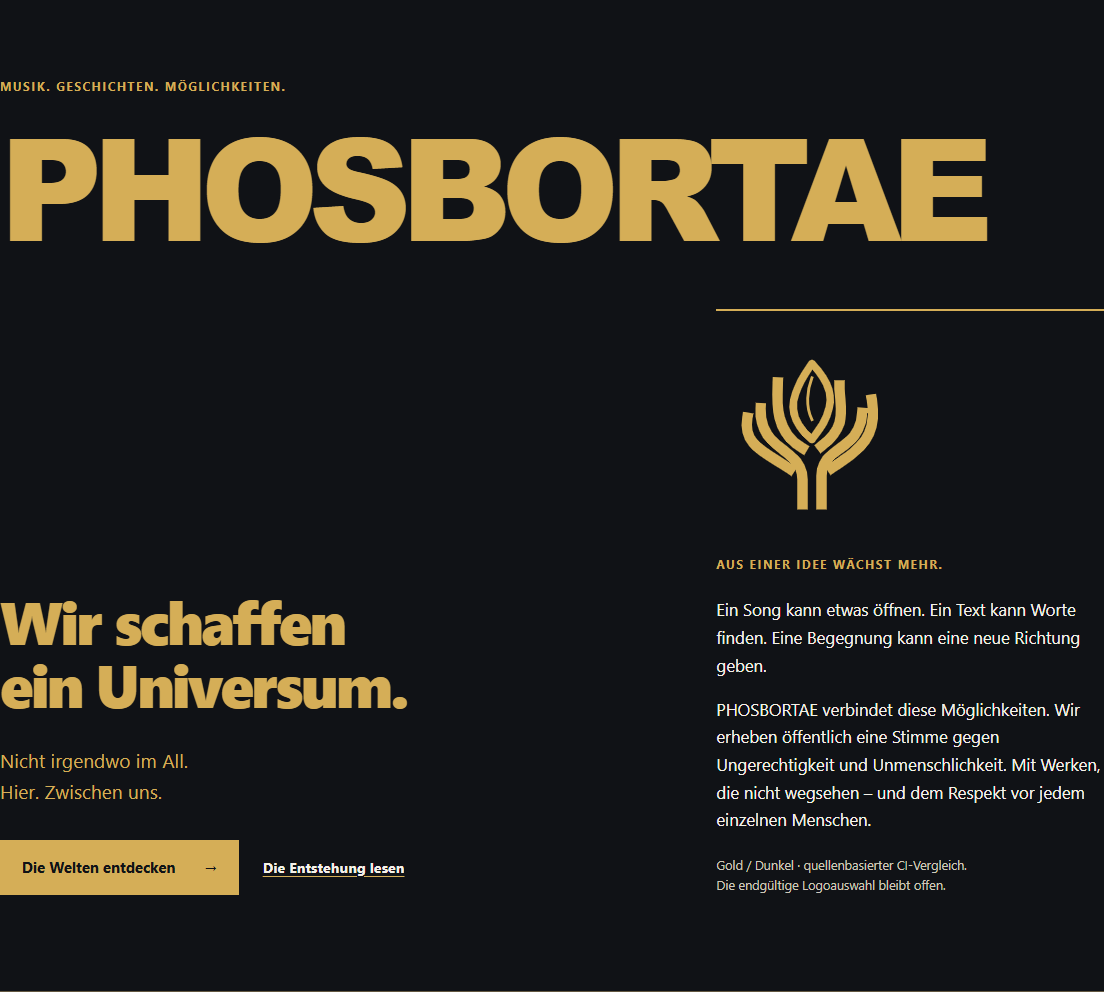 MUSIK. GESCHICHTEN. MÖGLICHKEITEN.
PHOSBORTAE
Wir schaffen
ein Universum.
Nicht irgendwo im All.
Hier. Zwischen uns.
Die Welten entdecken →
Die Entstehung lesen
AUS EINER IDEE WÄCHST MEHR.
Ein Song kann etwas öffnen. Ein Text kann Worte
finden. Eine Begegnung kann eine neue Richtung
geben.
PHOSBORTAE verbindet diese Möglichkeiten. Wir
erheben öffentlich eine Stimme gegen
Ungerechtigkeit und Unmenschlichkeit. Mit Werken,
die nicht wegsehen – und dem Respekt vor jedem
einzelnen Menschen.
Gold / Dunkel · quellenbasierter CI-Vergleich.
Die endgültige Logoauswahl bleibt offen.